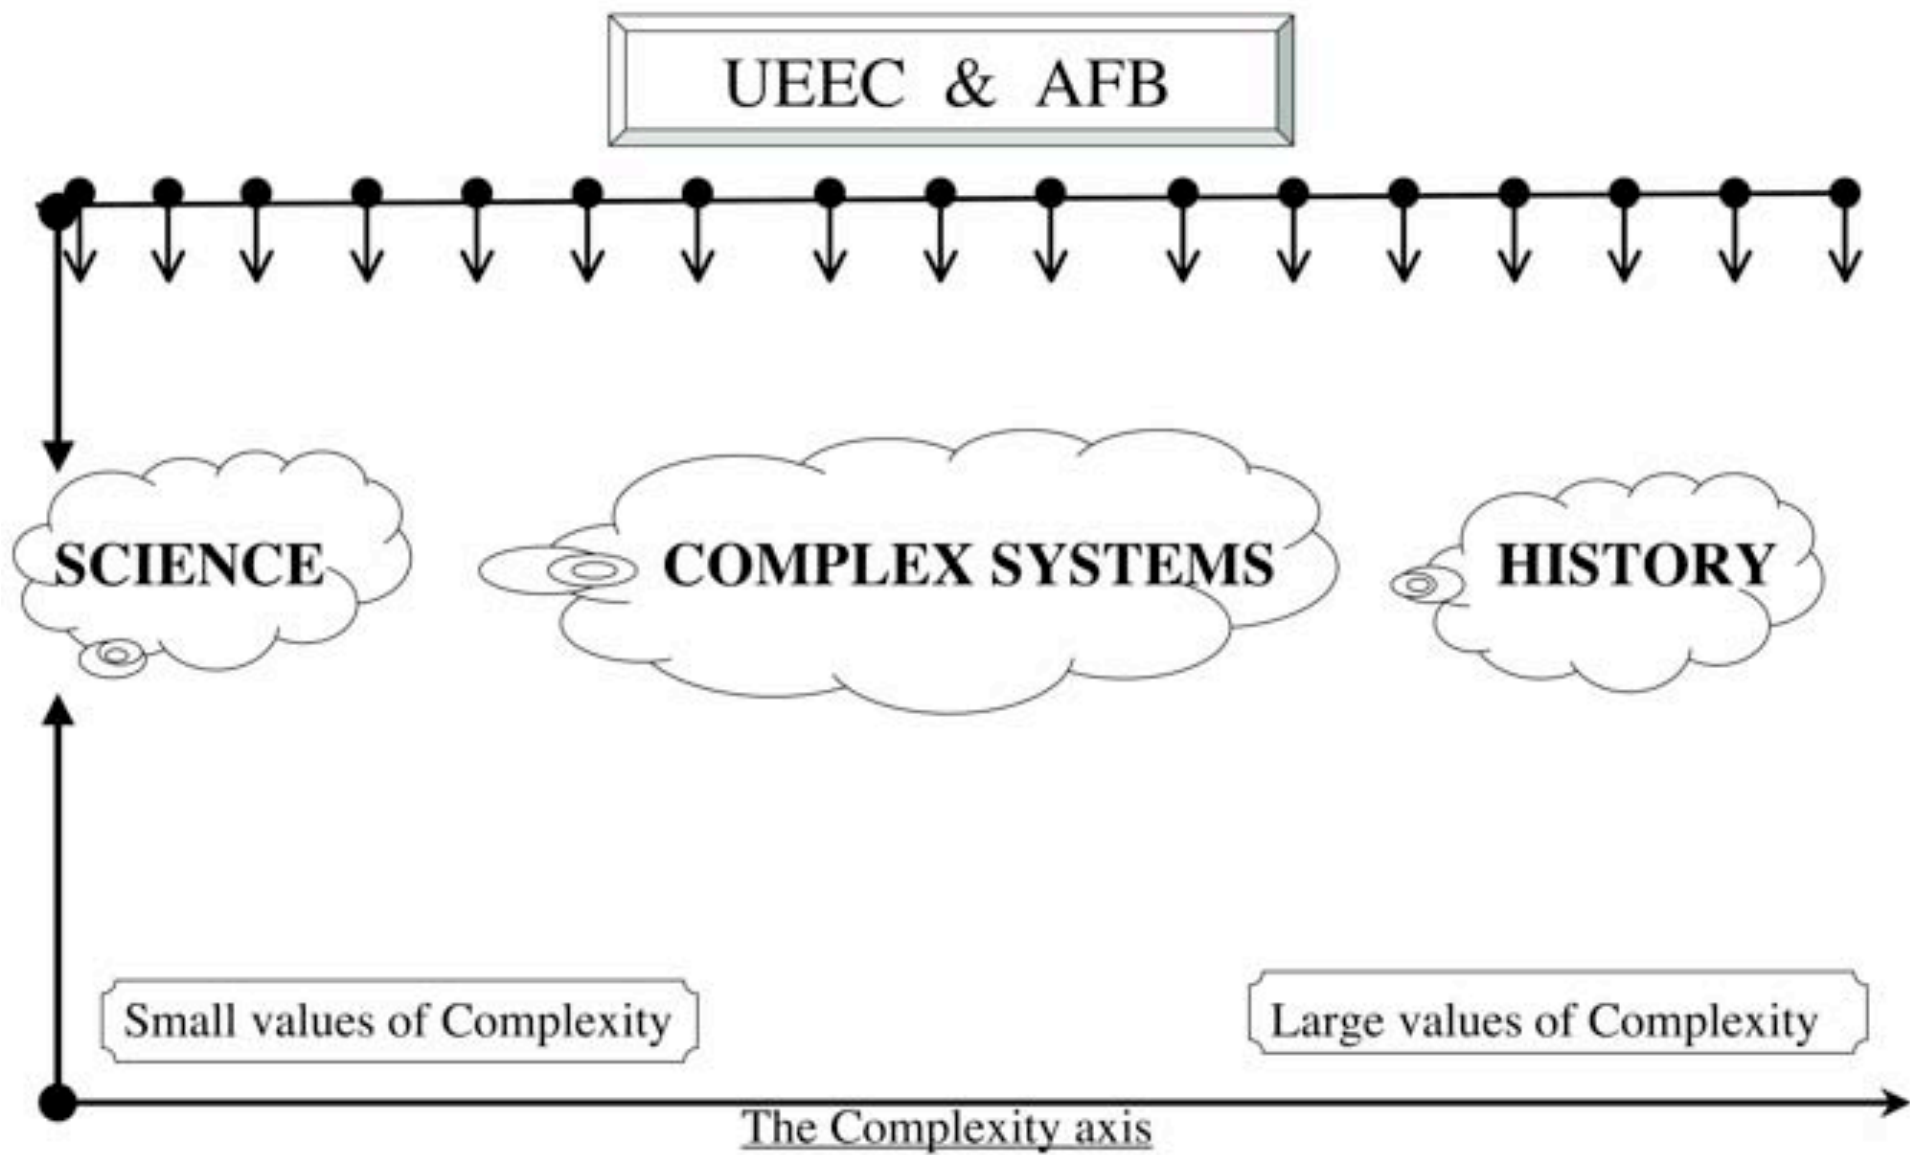 UEEC & AFB
SCIENCE
COMPLEX SYSTEMS
HISTORY
Small values of Complexity
Large values of Complexity
The Complexity axis